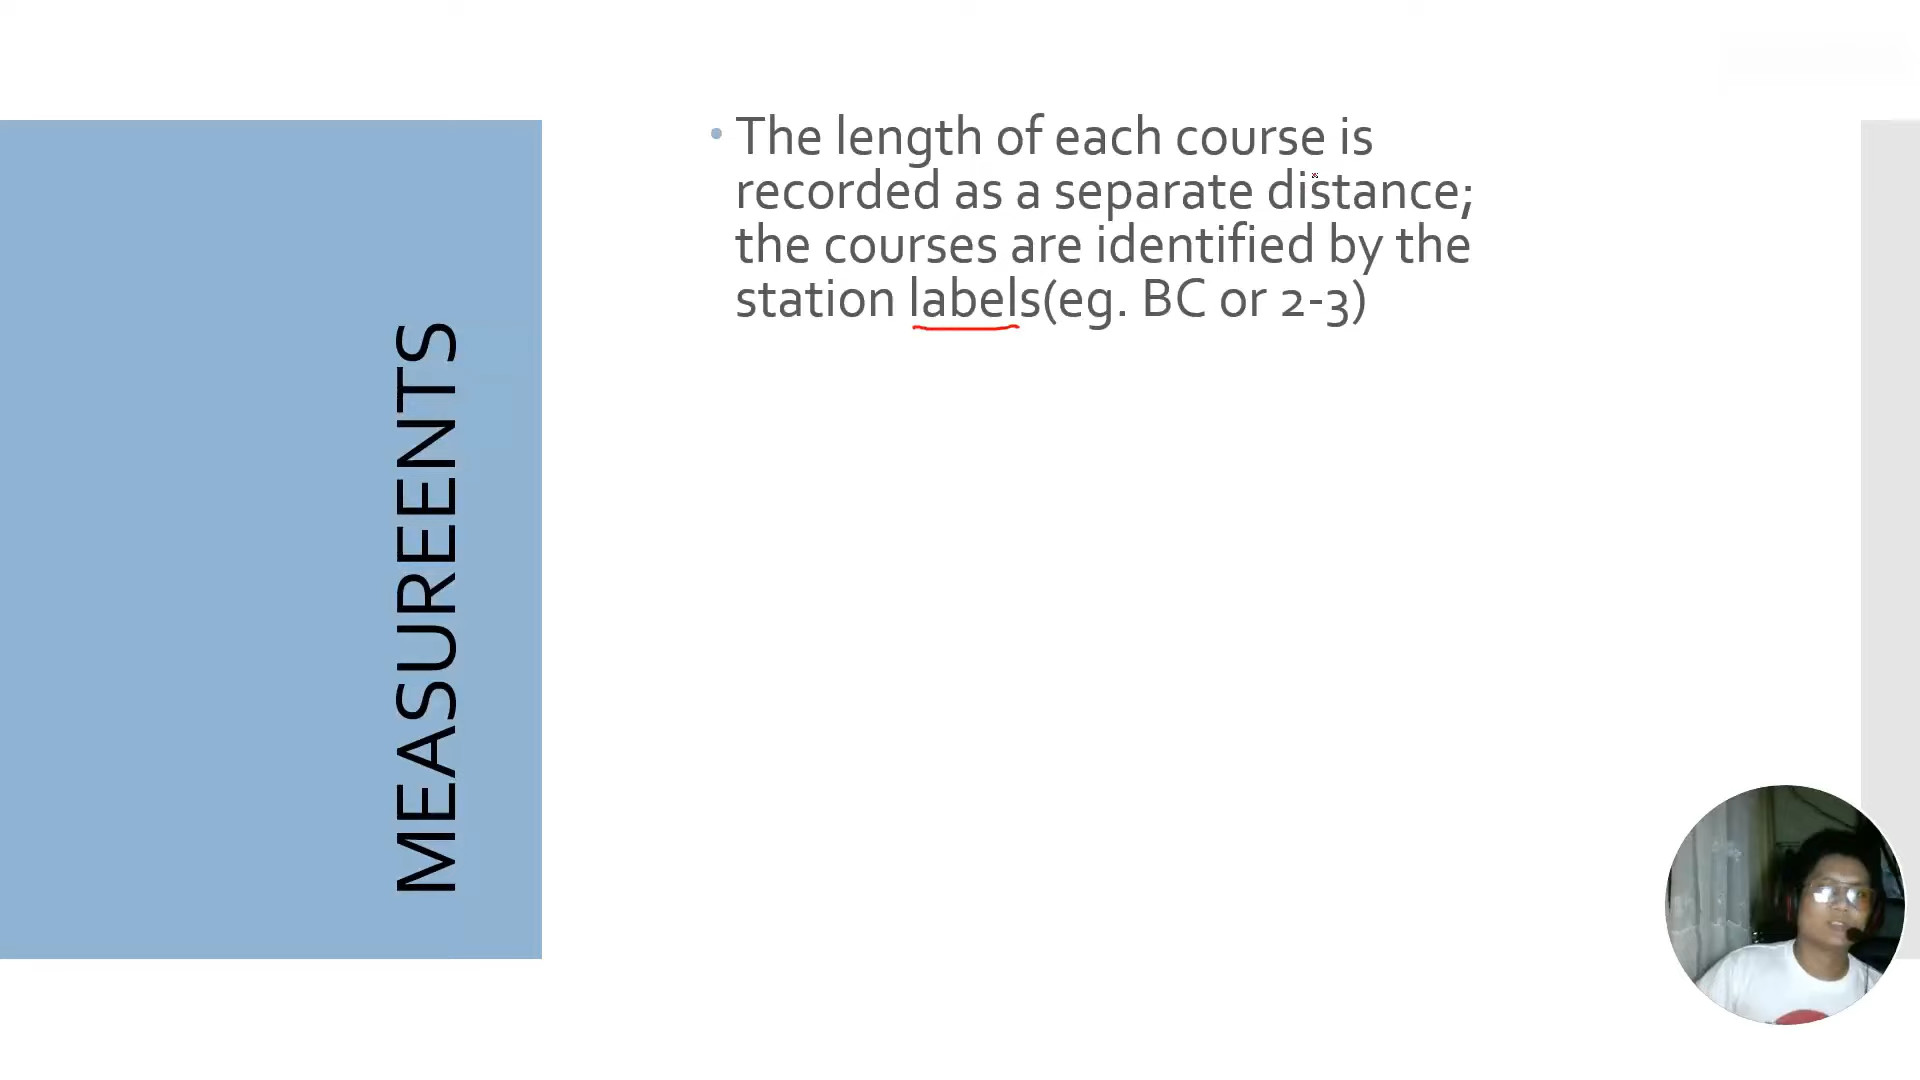 MEASUREENTS
• The length of each course is
recorded as a separate distance;
the courses are identified by the
station labels(eg. BC or 2-3)